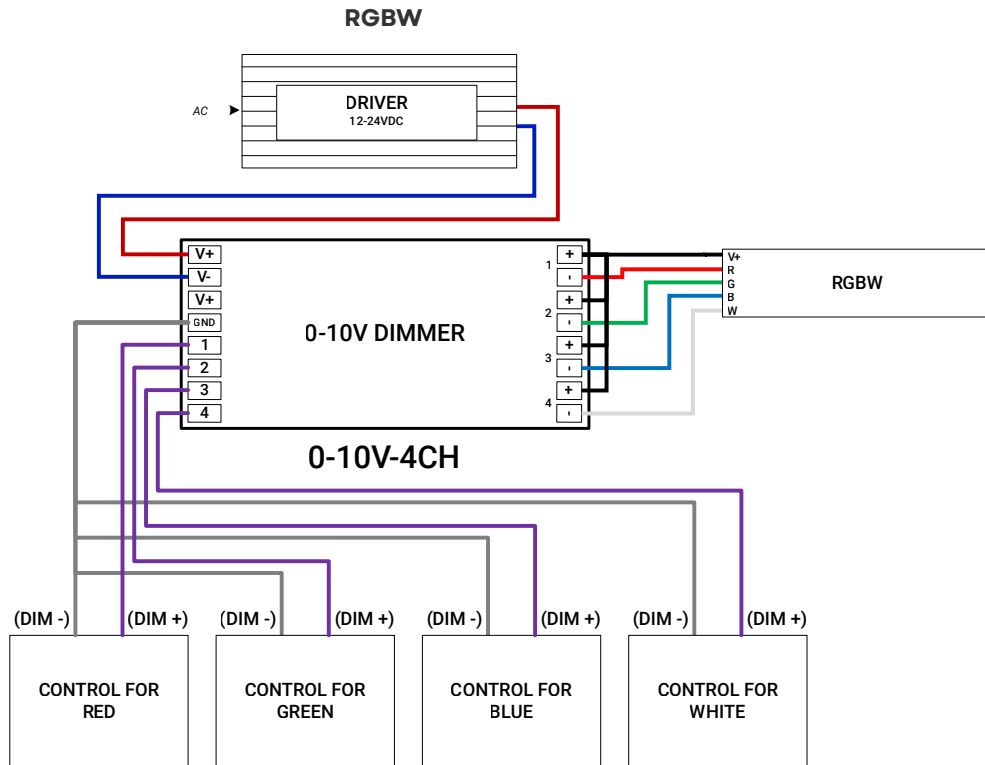 RGBW
AC
DRIVER
12-24VDC
V+
V-
V+
GND
1
2
3
4
0-10V DIMMER
1
+
-
2
+
-
3
+
-
4
+
-
V+
R
G
B
W
RGBW
0-10V-4CH
(DIM -) (DIM +)
CONTROL FOR
RED
(DIM -) (DIM +)
CONTROL FOR
GREEN
(DIM -) (DIM +)
CONTROL FOR
BLUE
(DIM -) (DIM +)
CONTROL FOR
WHITE